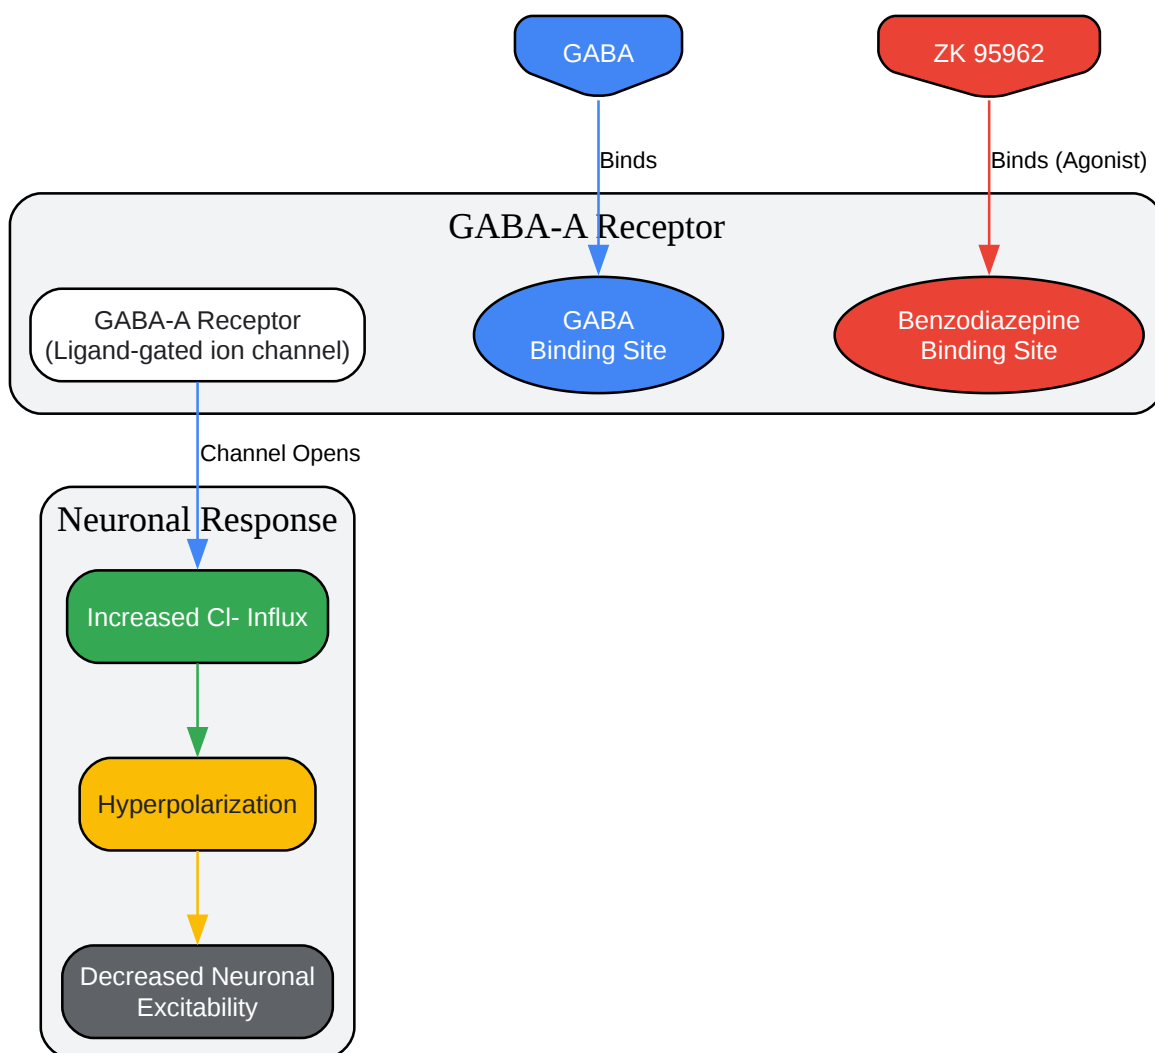 GABA
ZK 95962
Binds
Binds (Agonist)
GABA-A Receptor
GABA-A Receptor
(Ligand-gated ion channel)
GABA
Binding Site
Benzodiazepine
Binding Site
Channel Opens
Neuronal Response
Increased Cl- Influx
Hyperpolarization
Decreased Neuronal
Excitability